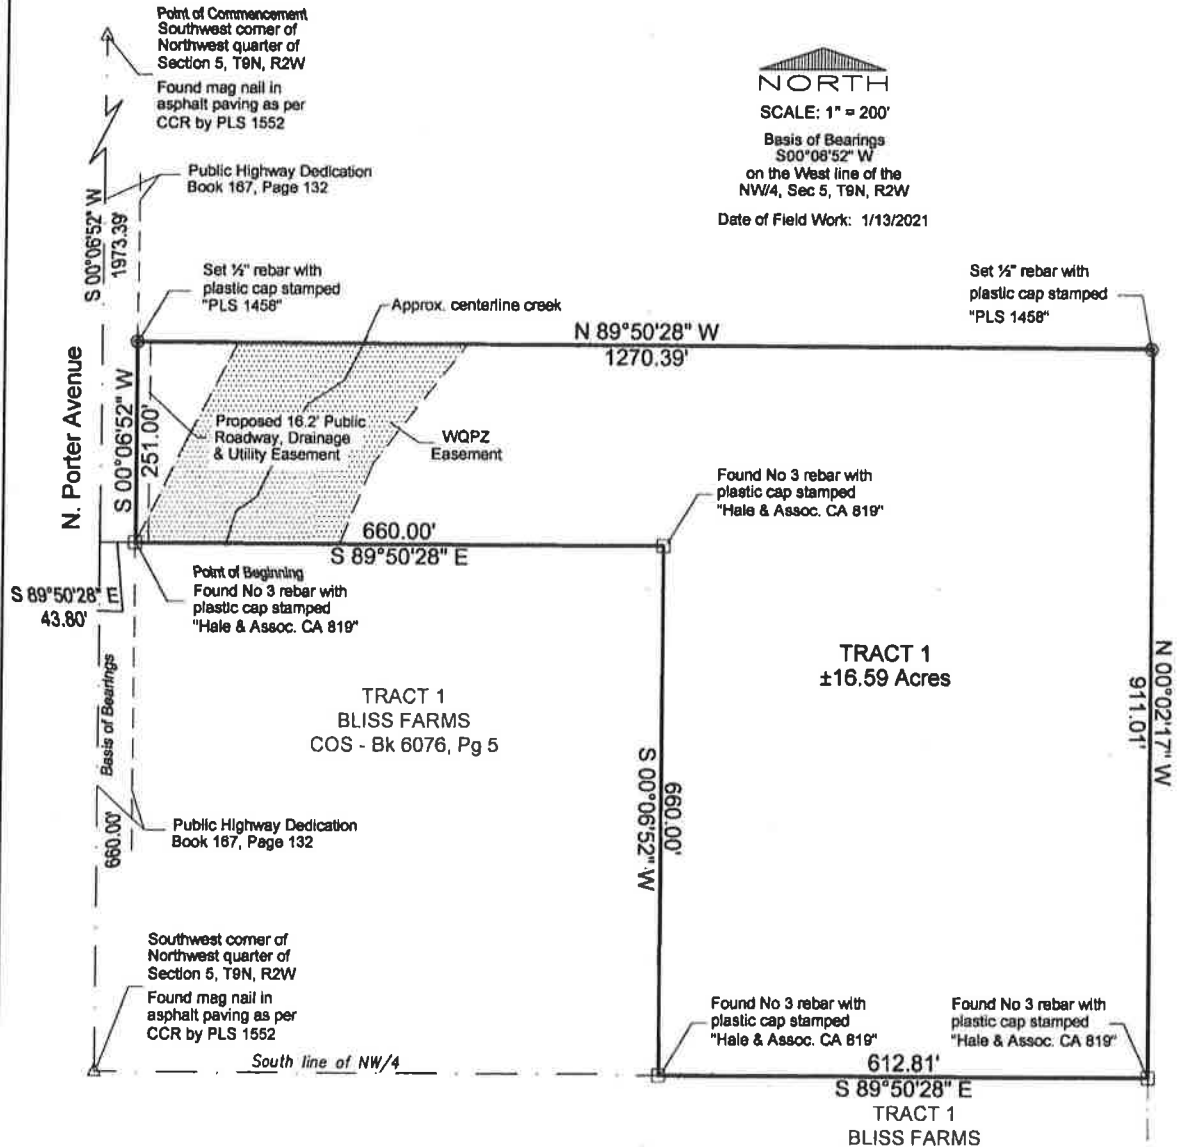 Point of Commencement
Southwest corner of
Northwest quarter of
Section 5, T9N, R2W
Found mag nail in
asphalt paving as per
CCR by PLS 1552
NORTH
SCALE: 1" = 200'
Basis of Bearings
S00°06'52" W
on the West line of the
NW/4, Sec 5, T9N, R2W
Date of Field Work: 1/13/2021
Public Highway Dedication
Book 167, Page 132
S 00°06'52" W
1973.39'
Set ½" rebar with
plastic cap stamped
"PLS 1458"
Approx. centerline creek
Set ½" rebar with
plastic cap stamped
"PLS 1458"
N 89°50'28" W
1270.39'
N. Porter Avenue
S 00°06'52" W
251.00'
Proposed 16.2' Public
Roadway, Drainage
& Utility Easement
WQPZ
Easement
Found No 3 rebar with
plastic cap stamped
"Hale & Assoc. CA 819"
660.00'
S 89°50'28" E
Point of Beginning
Found No 3 rebar with
plastic cap stamped
"Hale & Assoc. CA 819"
S 89°50'28" E
43.80'
TRACT 1
±16.59 Acres
N 00°02'17" W
911.01'
Basis of Bearings
660.00'
TRACT 1
BLISS FARMS
COS - Bk 6076, Pg 5
S 00°06'52" W
660.00'
Public Highway Dedication
Book 167, Page 132
Southwest corner of
Northwest quarter of
Section 5, T9N, R2W
Found mag nail in
asphalt paving as per
CCR by PLS 1552
South line of NW/4
Found No 3 rebar with
plastic cap stamped
"Hale & Assoc. CA 819"
Found No 3 rebar with
plastic cap stamped
"Hale & Assoc. CA 819"
612.81'
S 89°50'28" E
TRACT 1
BLISS FARMS